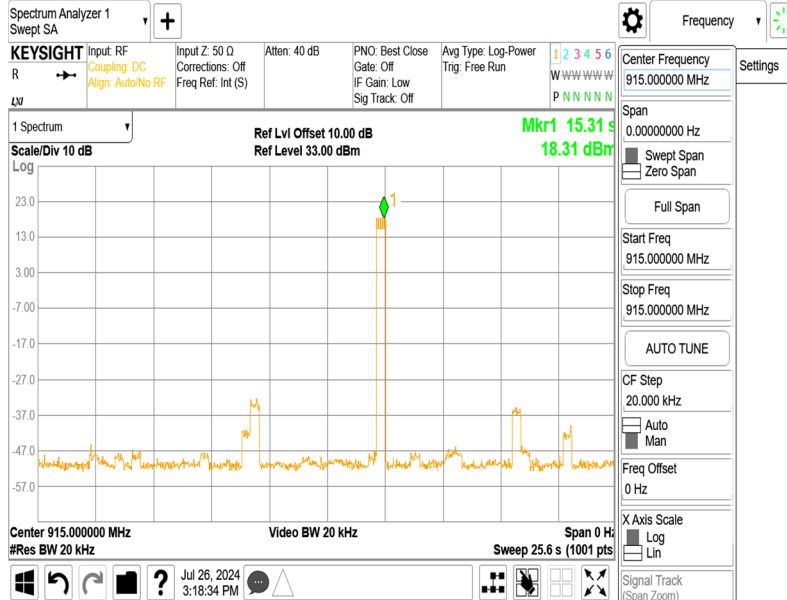 Spectrum Analyzer 1
Swept SA
Frequency
KEYSIGHT
R
LXI
Input: RF
Coupling: DC
Align: Auto/No RF
Input Z: 50 Ω
Corrections: Off
Freq Ref: Int (S)
Atten: 40 dB
PNO: Best Close
Gate: Off
IF Gain: Low
Sig Track: Off
Avg Type: Log-Power
Trig: Free Run
1 2 3 4 5 6
W W W W W W
P N N N N N
Settings
1 Spectrum
Scale/Div 10 dB
Log
Ref Lvl Offset 10.00 dB
Ref Level 33.00 dBm
Mkr1 15.31 s
18.31 dBm
1
23.0
13.0
3.00
-7.00
-17.0
-27.0
-37.0
-47.0
-57.0
Center 915.000000 MHz
#Res BW 20 kHz
Video BW 20 kHz
Span 0 Hz
Sweep 25.6 s (1001 pts
Center Frequency
915.000000 MHz
Span
0.00000000 Hz
Swept Span
Zero Span
Full Span
Start Freq
915.000000 MHz
Stop Freq
915.000000 MHz
AUTO TUNE
CF Step
20.000 kHz
Auto
Man
Freq Offset
0 Hz
X Axis Scale
Log
Lin
Signal Track
(Span Zoom)
?
Jul 26, 2024
3:18:34 PM